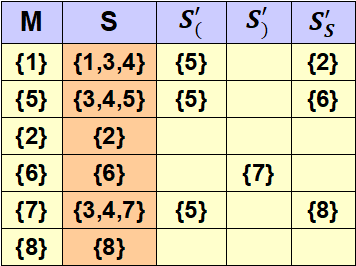 M S S′( S′) S′S
{1} {1,3,4} {5} {2}
{5} {3,4,5} {5} {6}
{2} {2}
{6} {6} {7}
{7} {3,4,7} {5} {8}
{8} {8}